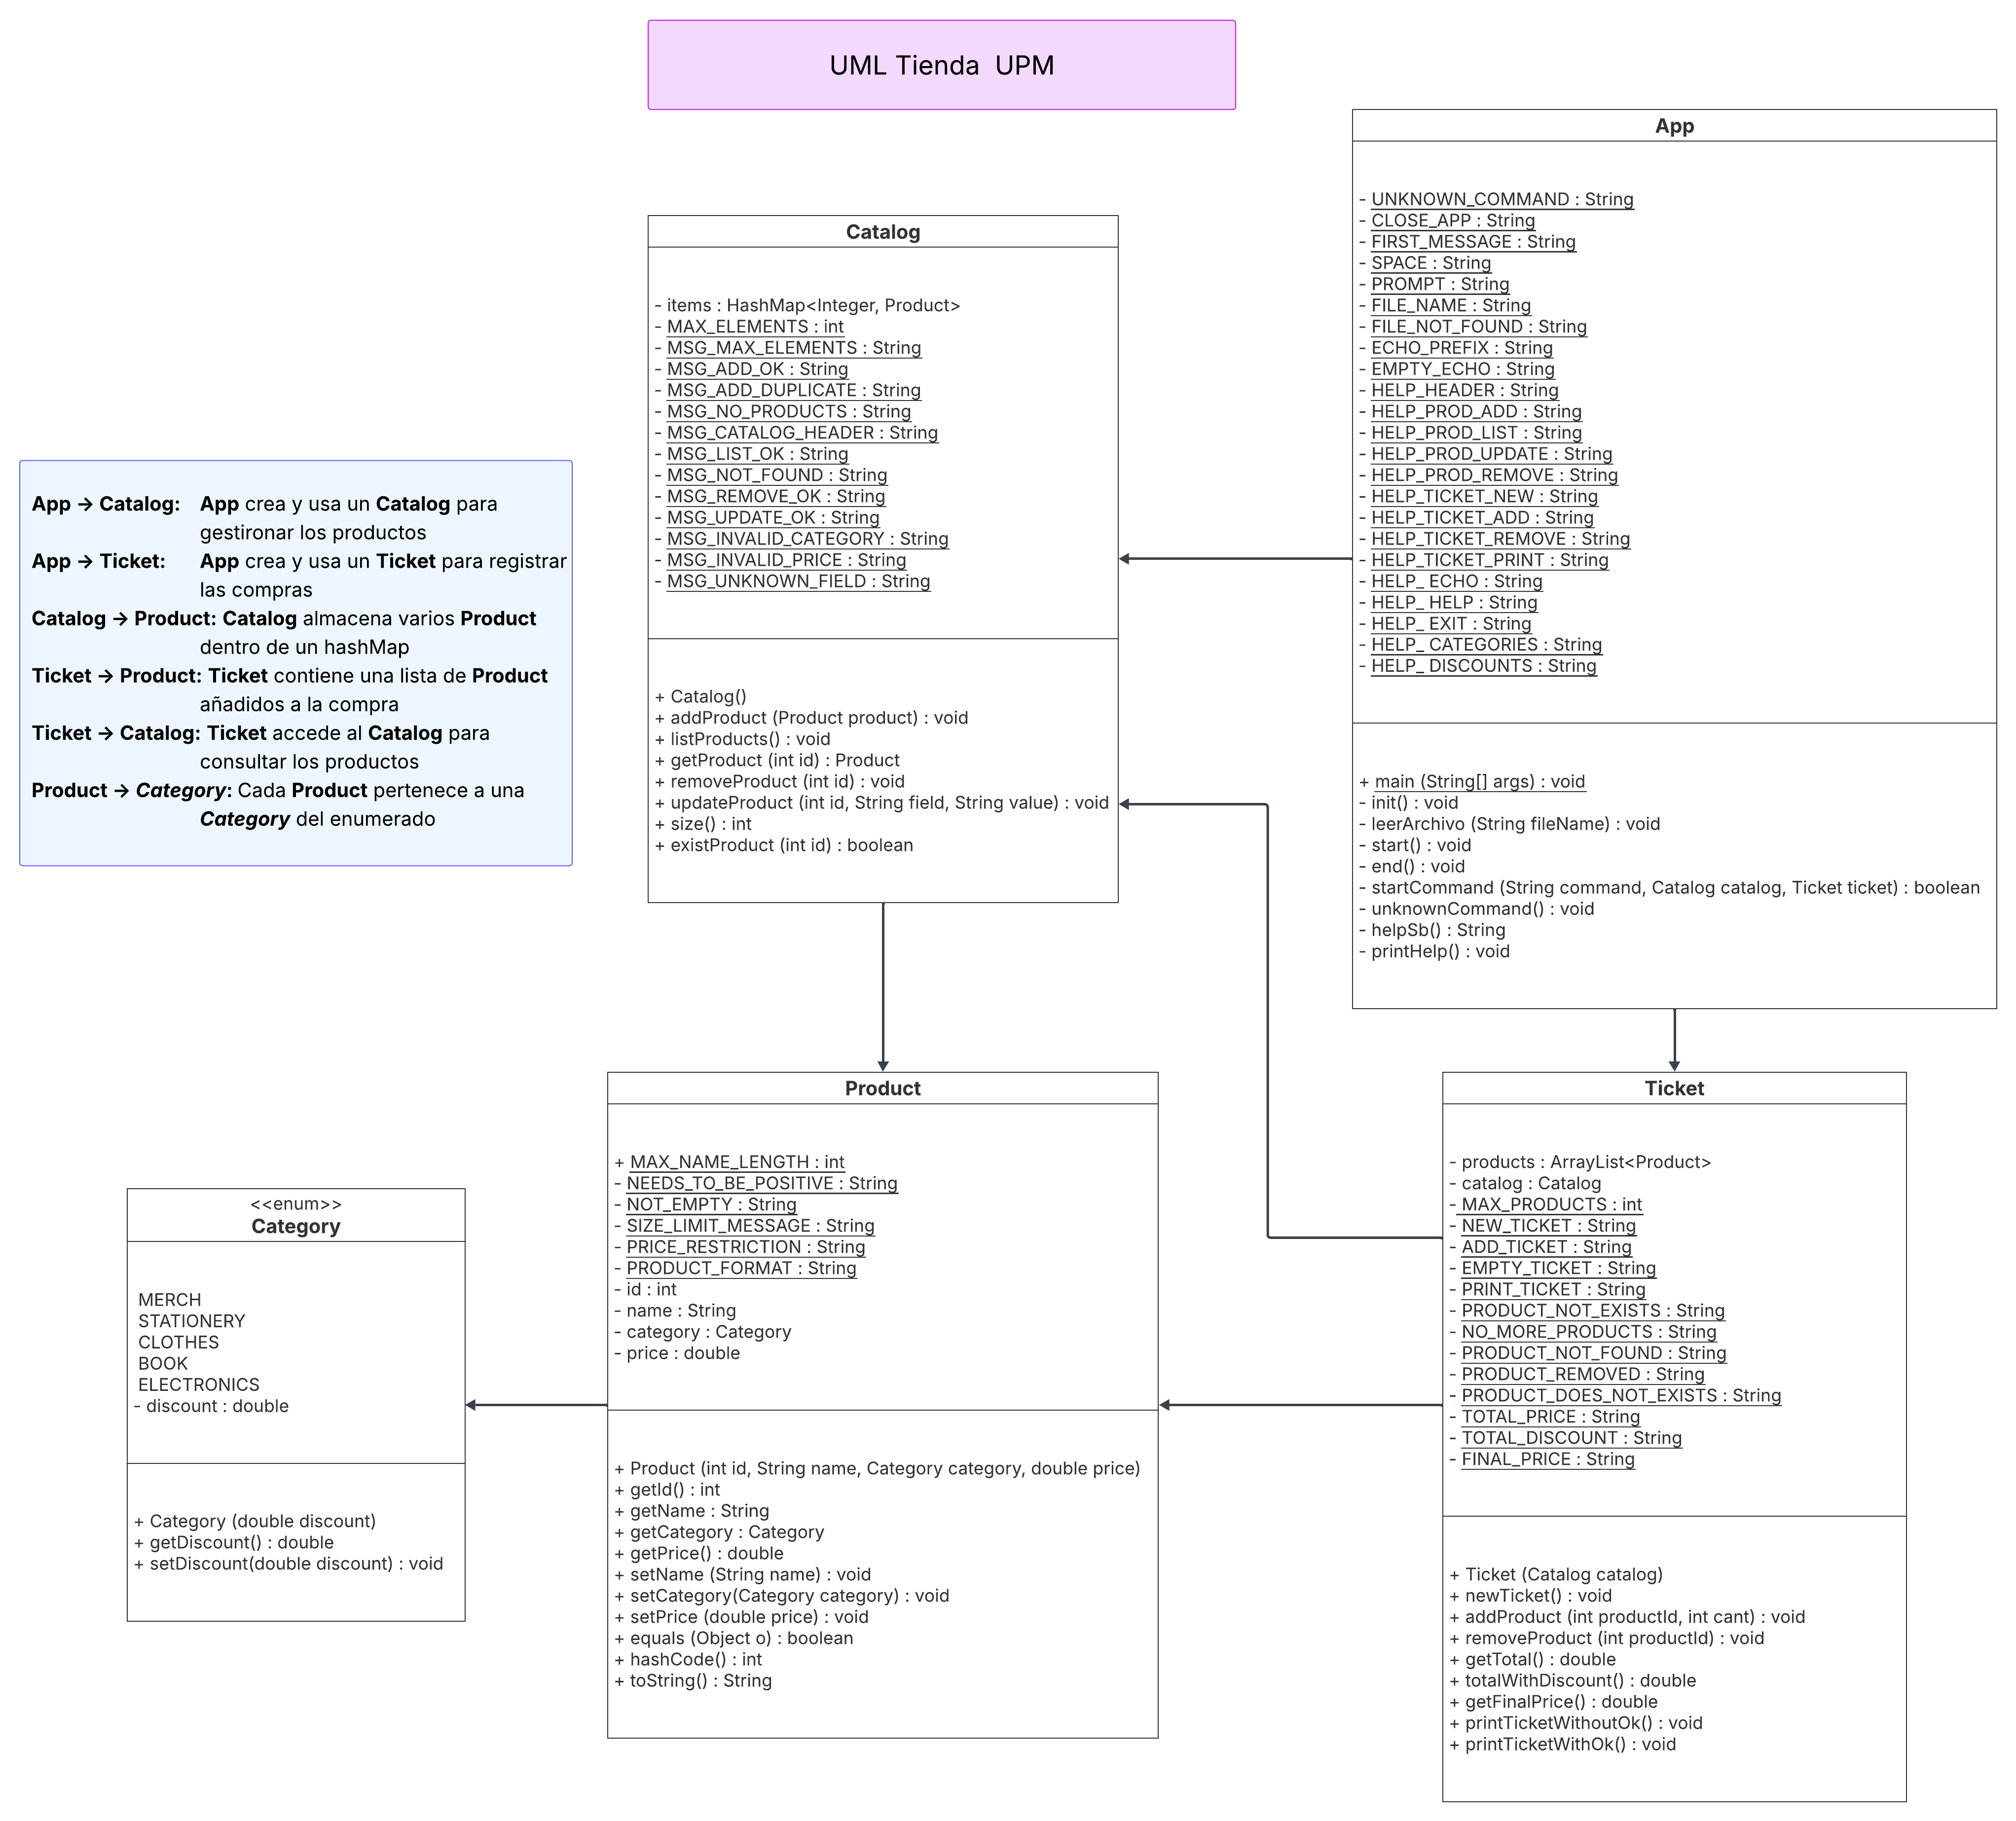 UML Tienda  UPM
App
- UNKNOWN_COMMAND : String
- CLOSE_APP : String
- FIRST_MESSAGE : String
- SPACE : String
- PROMPT : String
- FILE_NAME : String
- FILE_NOT_FOUND : String
- ECHO_PREFIX : String
- EMPTY_ECHO : String
- HELP_HEADER : String
- HELP_PROD_ADD : String
- HELP_PROD_LIST : String
- HELP_PROD_UPDATE : String
- HELP_PROD_REMOVE : String
- HELP_TICKET_NEW : String
- HELP_TICKET_ADD : String
- HELP_TICKET_REMOVE : String
- HELP_TICKET_PRINT : String
- HELP_ ECHO : String
- HELP_ HELP : String
- HELP_ EXIT : String
- HELP_ CATEGORIES : String
- HELP_ DISCOUNTS : String
+ main (String[] args) : void
- init() : void
- leerArchivo (String fileName) : void
- start() : void
- end() : void
- startCommand (String command, Catalog catalog, Ticket ticket) : boolean
- unknownCommand() : void
- helpSb() : String
- printHelp() : void
Catalog
- items : HashMap<Integer, Product>
- MAX_ELEMENTS : int
- MSG_MAX_ELEMENTS : String
- MSG_ADD_OK : String
- MSG_ADD_DUPLICATE : String
- MSG_NO_PRODUCTS : String
- MSG_CATALOG_HEADER : String
- MSG_LIST_OK : String
- MSG_NOT_FOUND : String
- MSG_REMOVE_OK : String
- MSG_UPDATE_OK : String
- MSG_INVALID_CATEGORY : String
- MSG_INVALID_PRICE : String
- MSG_UNKNOWN_FIELD : String
+ Catalog()
+ addProduct (Product product) : void
+ listProducts() : void
+ getProduct (int id) : Product
+ removeProduct (int id) : void
+ updateProduct (int id, String field, String value) : void
+ size() : int
+ existProduct (int id) : boolean
App → Catalog: App crea y usa un Catalog para
gestironar los productos
App → Ticket: App crea y usa un Ticket para registrar
las compras
Catalog → Product: Catalog almacena varios Product
dentro de un hashMap
Ticket → Product: Ticket contiene una lista de Product
añadidos a la compra
Ticket → Catalog: Ticket accede al Catalog para
consultar los productos
Product → Category: Cada Product pertenece a una
Category del enumerado
Product
+ MAX_NAME_LENGTH : int
- NEEDS_TO_BE_POSITIVE : String
- NOT_EMPTY : String
- SIZE_LIMIT_MESSAGE : String
- PRICE_RESTRICTION : String
- PRODUCT_FORMAT : String
- id : int
- name : String
- category : Category
- price : double
+ Product (int id, String name, Category category, double price)
+ getId() : int
+ getName : String
+ getCategory : Category
+ getPrice() : double
+ setName (String name) : void
+ setCategory(Category category) : void
+ setPrice (double price) : void
+ equals (Object o) : boolean
+ hashCode() : int
+ toString() : String
Ticket
- products : ArrayList<Product>
- catalog : Catalog
- MAX_PRODUCTS : int
- NEW_TICKET : String
- ADD_TICKET : String
- EMPTY_TICKET : String
- PRINT_TICKET : String
- PRODUCT_NOT_EXISTS : String
- NO_MORE_PRODUCTS : String
- PRODUCT_NOT_FOUND : String
- PRODUCT_REMOVED : String
- PRODUCT_DOES_NOT_EXISTS : String
- TOTAL_PRICE : String
- TOTAL_DISCOUNT : String
- FINAL_PRICE : String
+ Ticket (Catalog catalog)
+ newTicket() : void
+ addProduct (int productId, int cant) : void
+ removeProduct (int productId) : void
+ getTotal() : double
+ totalWithDiscount() : double
+ getFinalPrice() : double
+ printTicketWithoutOk() : void
+ printTicketWithOk() : void
<<enum>>
Category
MERCH
STATIONERY
CLOTHES
BOOK
ELECTRONICS
- discount : double
+ Category (double discount)
+ getDiscount() : double
+ setDiscount(double discount) : void